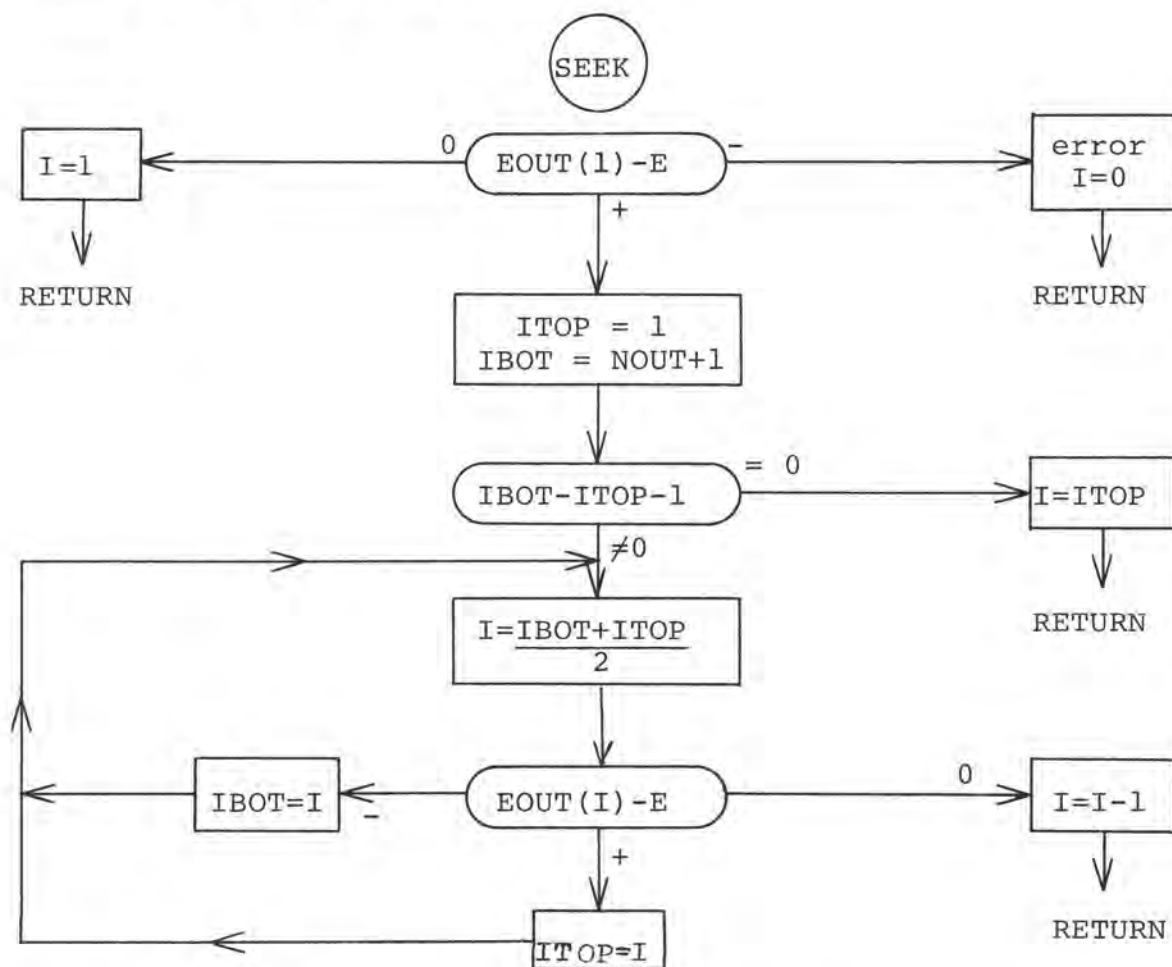 SEEK
0
EOUT(1)-E
-
I=1
error
I=0
+
RETURN
RETURN
ITOP = 1
IBOT = NOUT+1
= 0
IBOT-ITOP-1
I=ITOP
≠0
I=IBOT+ITOP
2
RETURN
0
IBOT=I
-
EOUT(I)-E
I=I-1
+
RETURN
ITOP=I